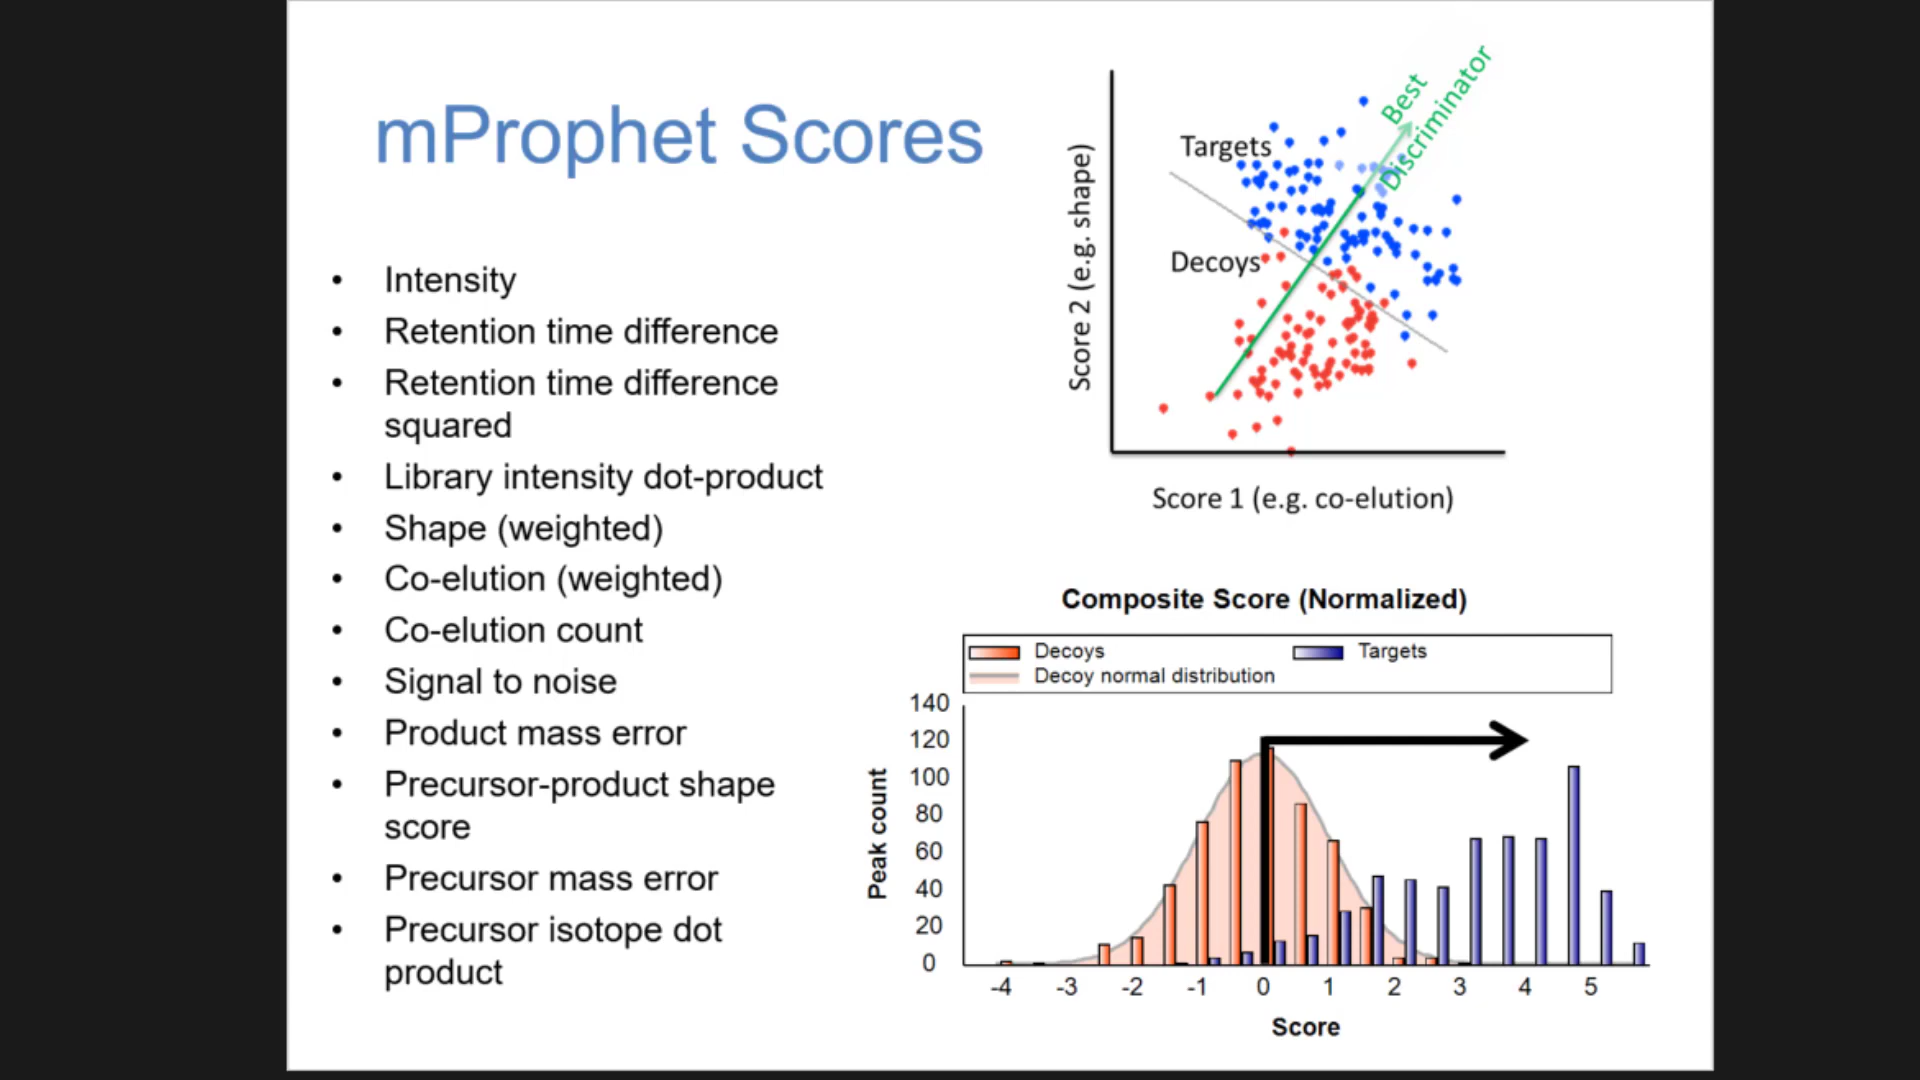 mProphet Scores
• Intensity
• Retention time difference
• Retention time difference
squared
• Library intensity dot-product
• Shape (weighted)
• Co-elution (weighted)
• Co-elution count
• Signal to noise
• Product mass error
• Precursor-product shape
score
• Precursor mass error
• Precursor isotope dot
product
Best
Discriminator
Targets
Decoys
Score 2 (e.g. shape)
Score 1 (e.g. co-elution)
Composite Score (Normalized)
Decoys
Targets
Decoy normal distribution
140
120
100
80
60
40
20
0
Peak count
-4 -3 -2 -1 0 1 2 3 4 5
Score